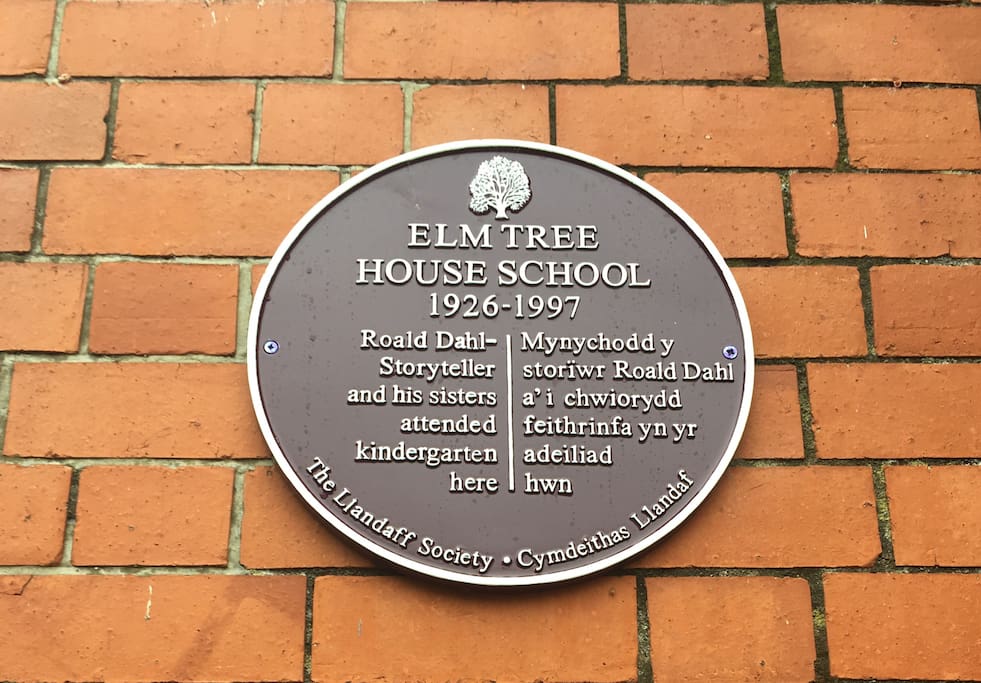 ELM TREE
HOUSE SCHOOL
1926-1997
Roald Dahl-
Storyteller
and his sisters
attended
kindergarten
here
Mynychodd y
storïwr Roald Dahl
a' i chwiorydd
feithrinfa yn yr
adeiliad
hwn
The Llandaff Society • Cymdeithas Llandaf